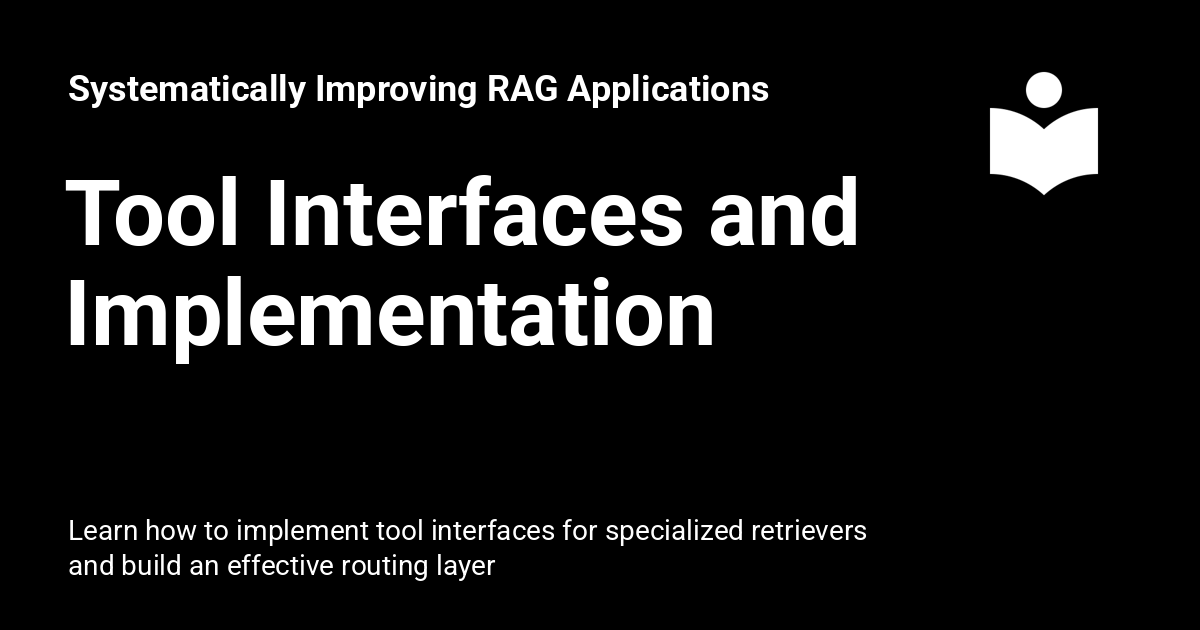 Systematically Improving RAG Applications
Tool Interfaces and
Implementation
Learn how to implement tool interfaces for specialized retrievers
and build an effective routing layer